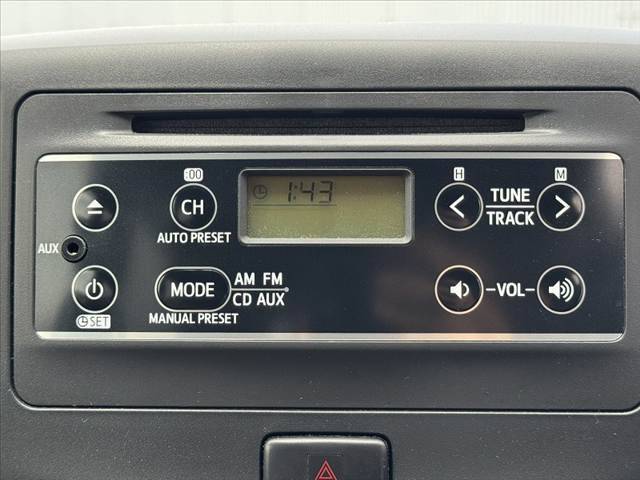 :00
1:43
H
M
CH
TUNE
TRACK
AUTO PRESET
AUX
MODE
AM FM
CD AUX
-VOL-
SET
MANUAL PRESET